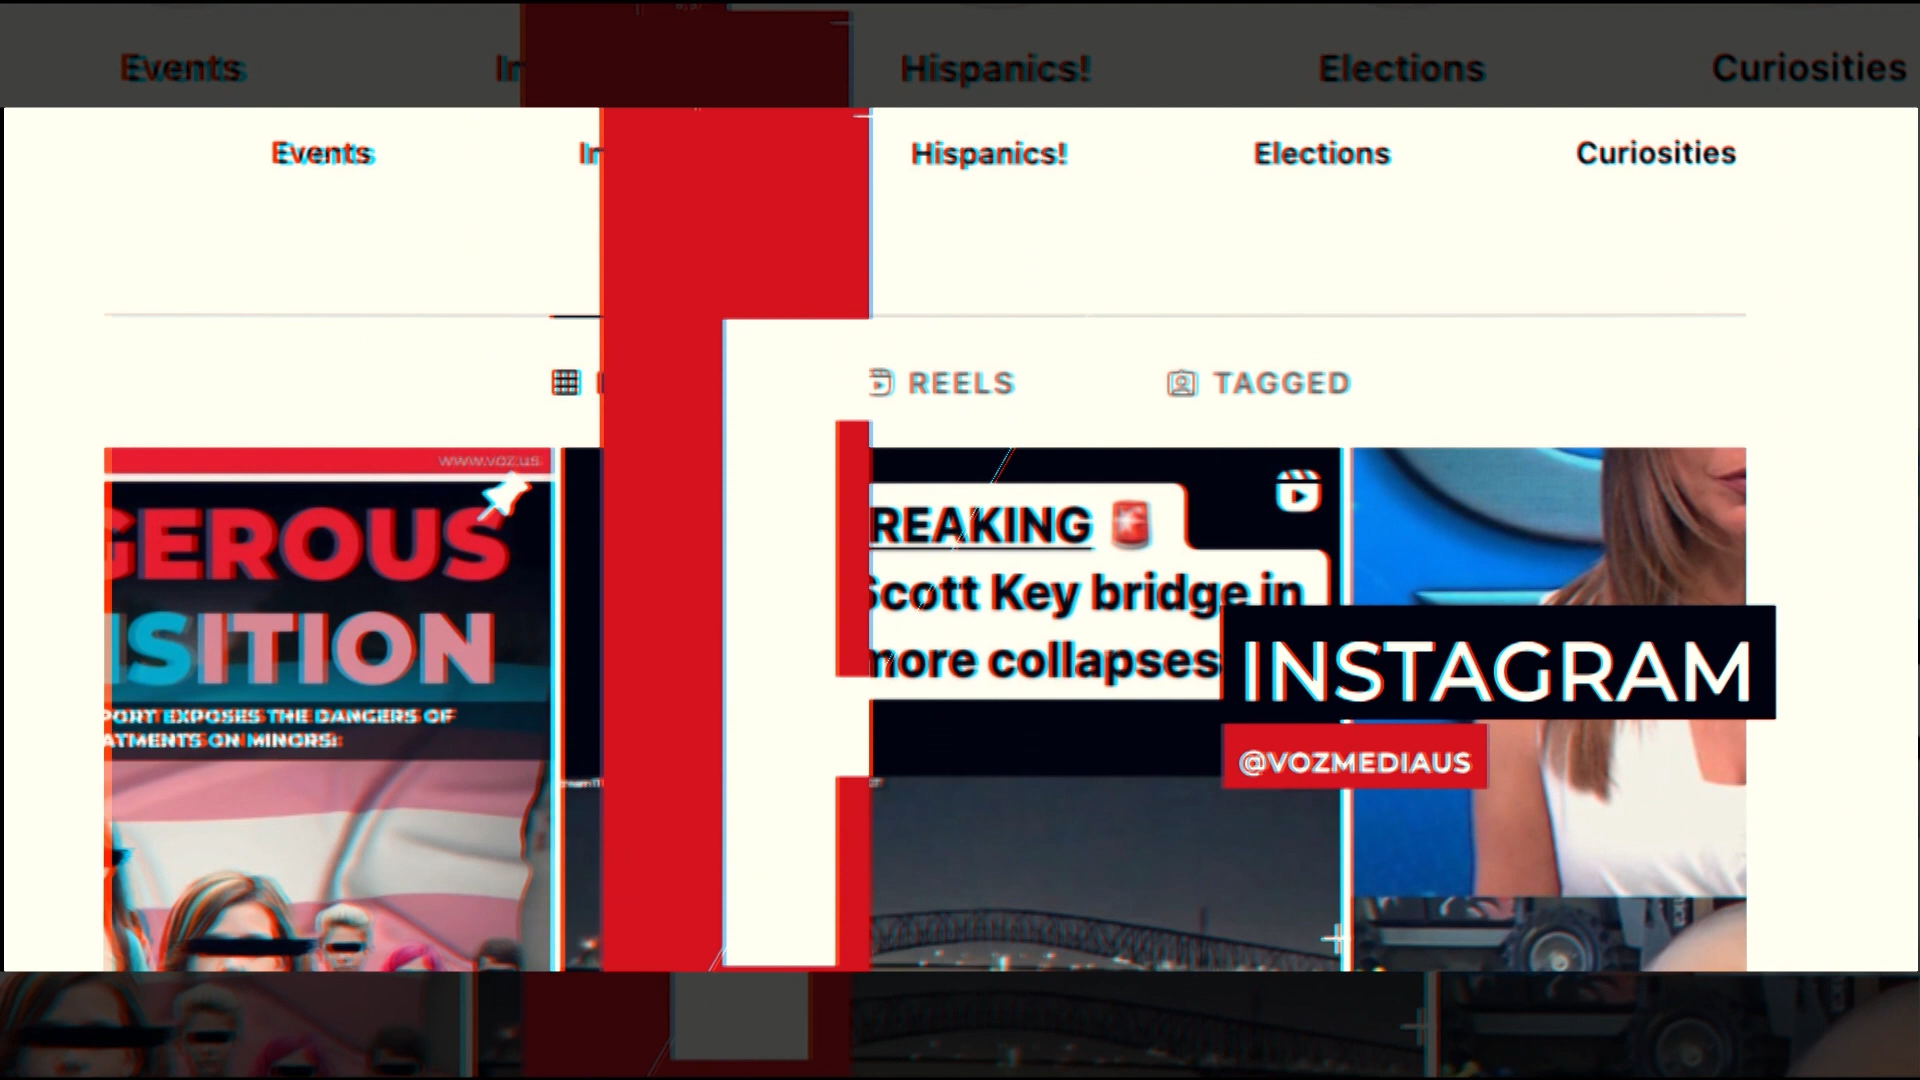 Events
Hispanics!
Elections
Curiosities
Events
Hispanics!
Elections
Curiosities
REELS
TAGGED
www.voz.us
GEROUS
SITION
PORT EXPOSES THE DANGERS OF
ATMENTS ON MINORS:
REAKING
Scott Key bridge in
more collapses
INSTAGRAM
@VOZMEDIAUS